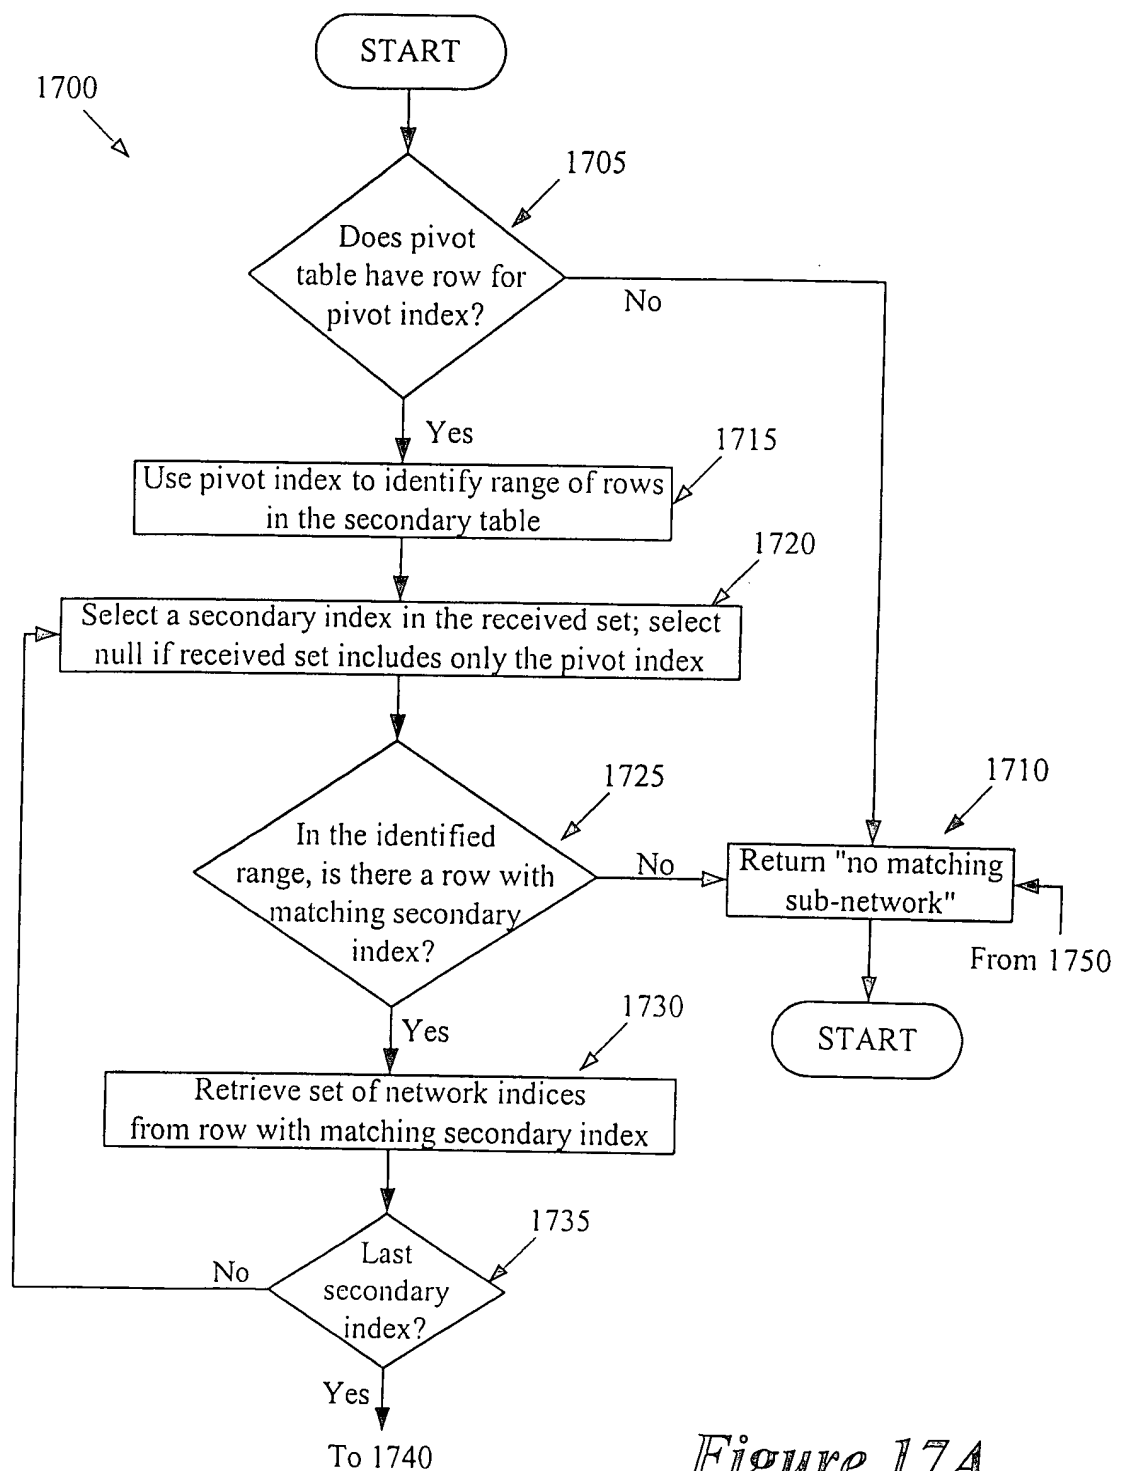 START
1700
1705
Does pivot
table have row for
pivot index?
No
Yes
1715
Use pivot index to identify range of rows
in the secondary table
1720
Select a secondary index in the received set; select
null if received set includes only the pivot index
1725
1710
In the identified
range, is there a row with
matching secondary
index?
No
Return "no matching
sub-network"
From 1750
Yes
1730
START
Retrieve set of network indices
from row with matching secondary index
1735
Last
secondary
index?
No
Yes
To 1740
Figure 17A